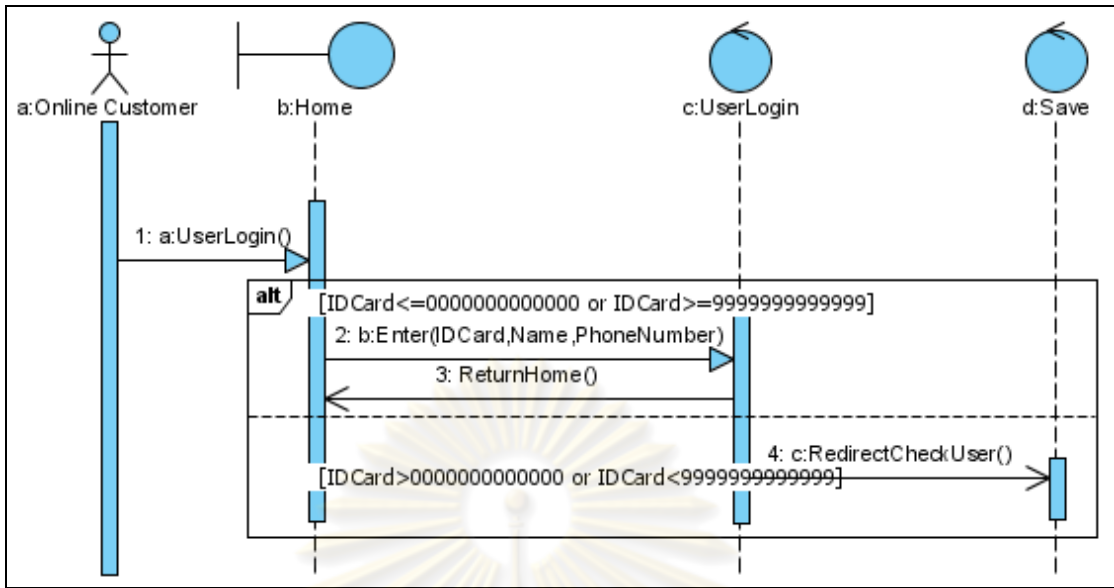 a:Online Customer
b:Home
c:UserLogin
d:Save
1: a:UserLogin()
alt
[IDCard<=0000000000000 or IDCard>=9999999999999]
2: b:Enter(IDCard,Name,PhoneNumber)
3: ReturnHome()
4: c:RedirectCheckUser()
[IDCard>0000000000000 or IDCard<9999999999999]